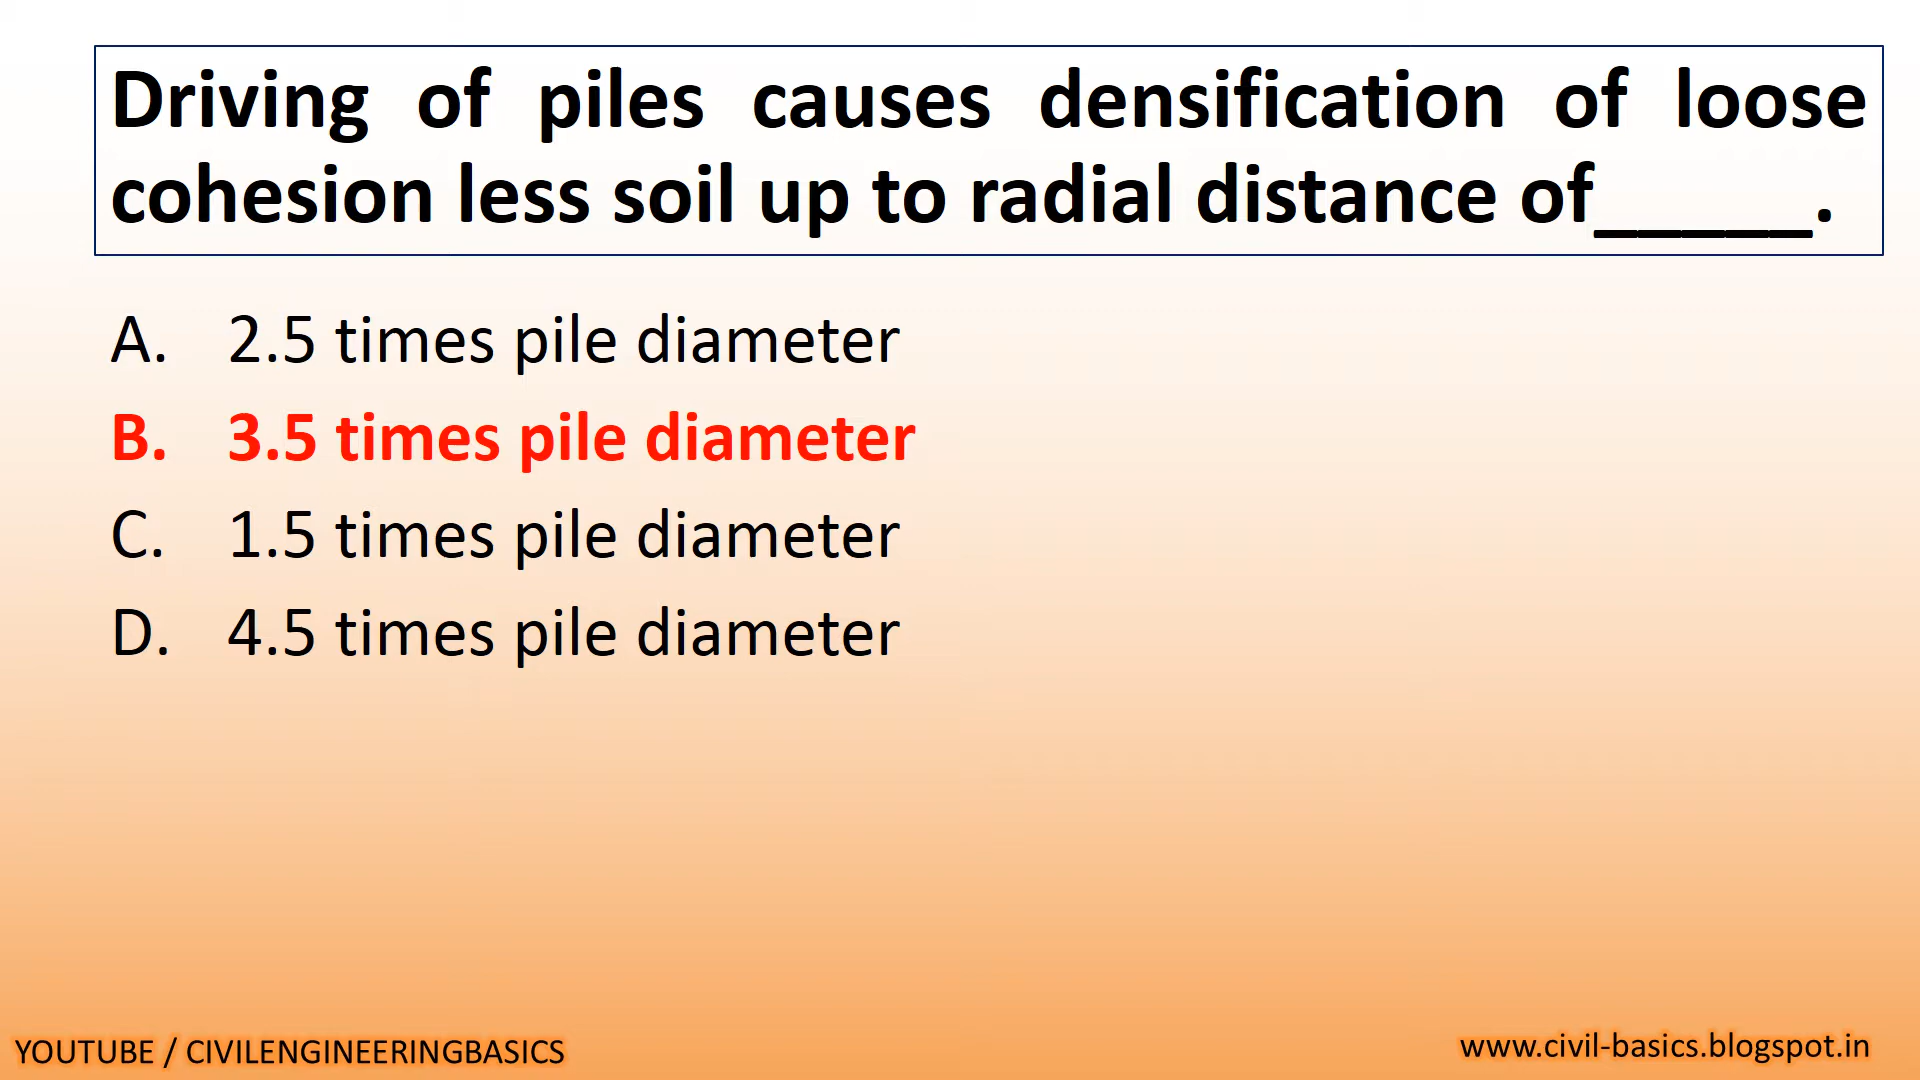 Driving of piles causes densification of loose
cohesion less soil up to radial distance of_____.
A. 2.5 times pile diameter
B. 3.5 times pile diameter
C. 1.5 times pile diameter
D. 4.5 times pile diameter
YOUTUBE / CIVILENGINEERINGBASICS
www.civil-basics.blogspot.in